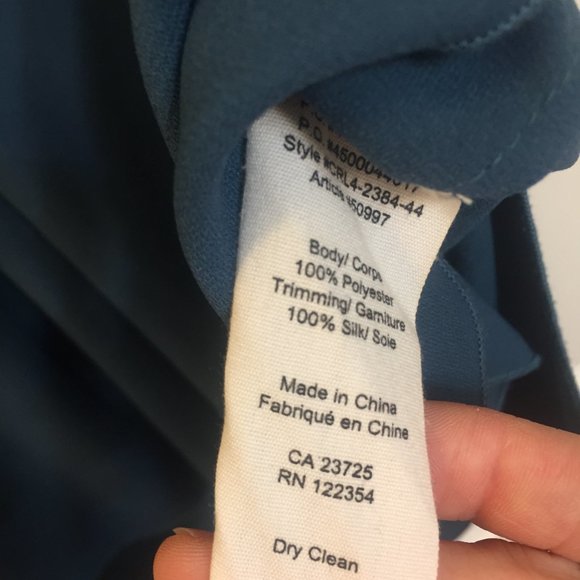 Style #CRL4-2384-44
Article #50997
Body/ Corps
100% Polyester
Trimming/ Garniture
100% Silk/ Soie
Made in China
Fabriqué en Chine
CA 23725
RN 122354
Dry Clean